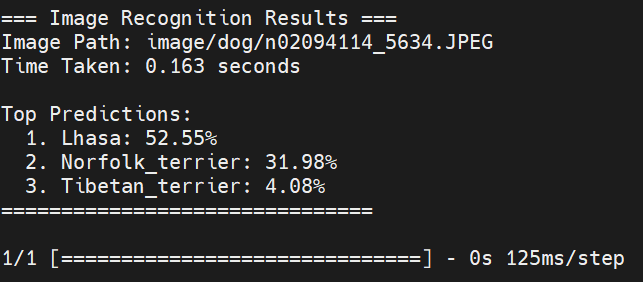 === Image Recognition Results ===
Image Path: image/dog/n02094114_5634.JPEG
Time Taken: 0.163 seconds
Top Predictions:
1. Lhasa: 52.55%
2. Norfolk_terrier: 31.98%
3. Tibetan_terrier: 4.08%
===============================
1/1 [==============================] - 0s 125ms/step